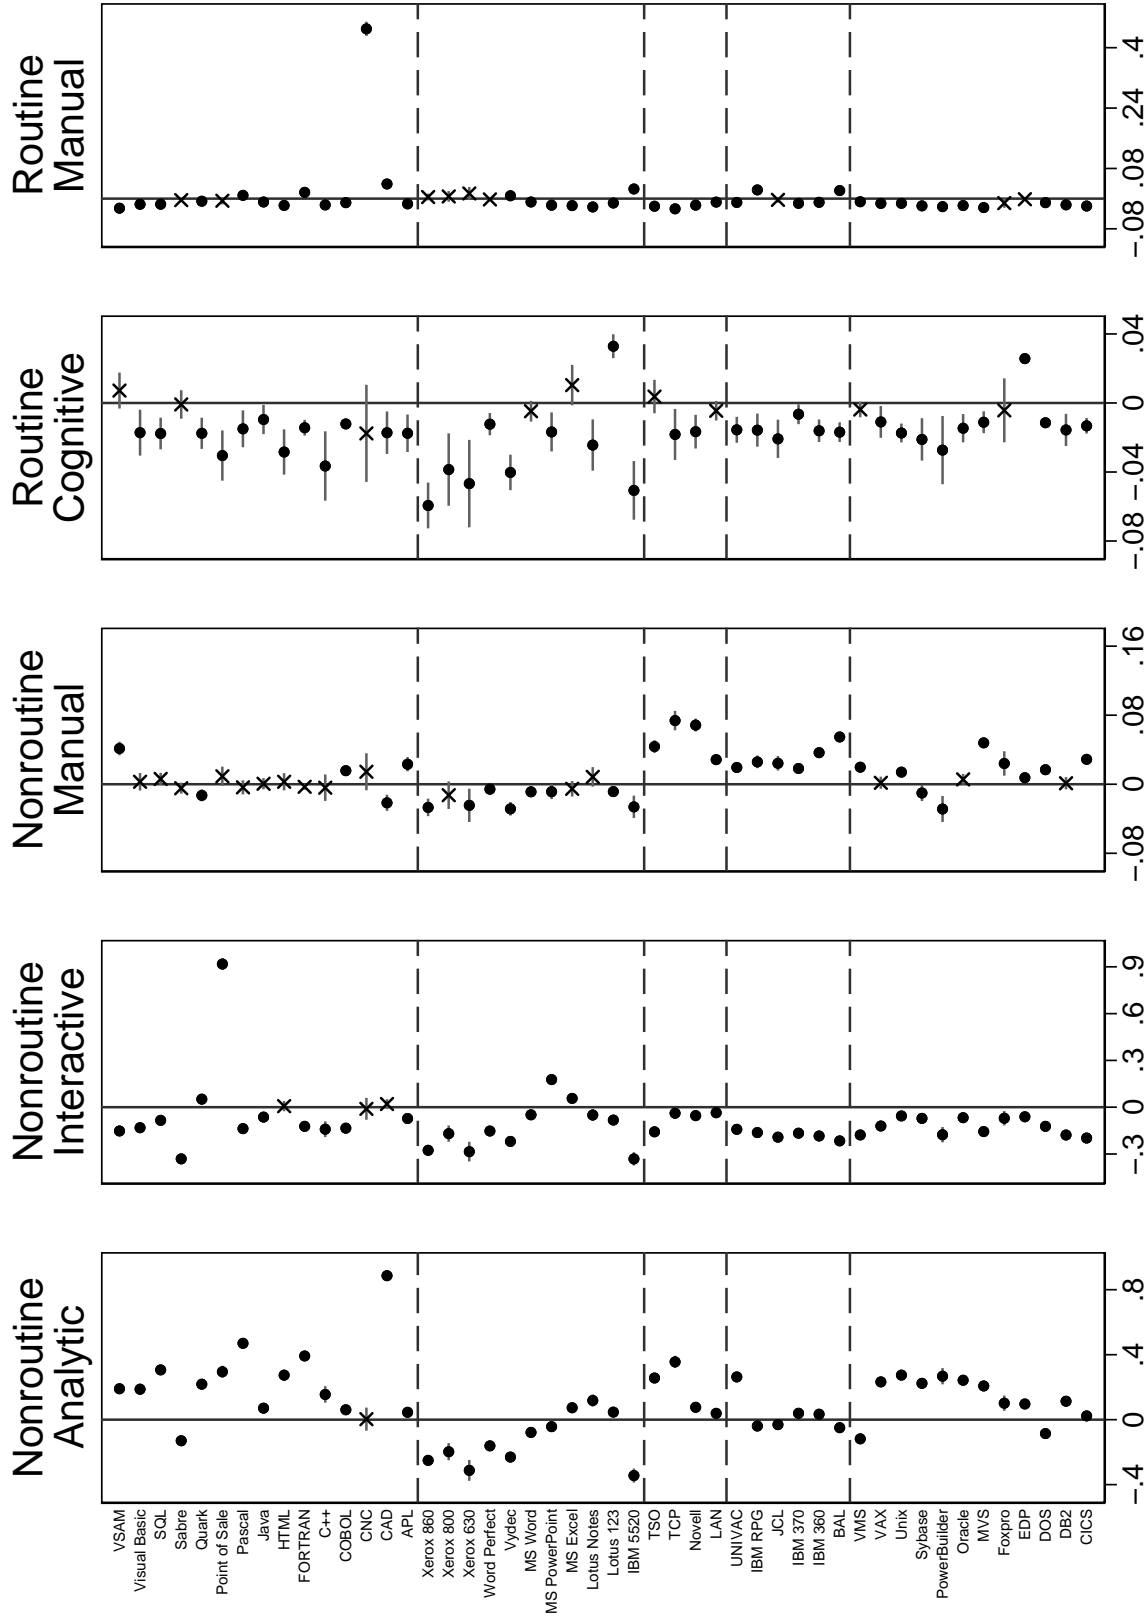 Nonroutine
Analytic
Nonroutine
Interactive
Nonroutine
Manual
Routine
Cognitive
Routine
Manual
VSAM
Visual Basic
SQL
Sabre
Quark
Point of Sale
Pascal
Java
HTML
FORTRAN
C++
COBOL
CNC
CAD
APL
Xerox 860
Xerox 800
Xerox 630
Word Perfect
Vydec
MS Word
MS PowerPoint
MS Excel
Lotus Notes
Lotus 123
IBM 5520
TSO
TCP
Novell
LAN
UNIVAC
IBM RPG
JCL
IBM 370
IBM 360
BAL
VMS
VAX
Unix
Sybase
PowerBuilder
Oracle
MVS
Foxpro
EDP
DOS
DB2
CICS
−.4 0 .4 .8
−.3 0 .3 .6 .9
−.08 0 .08 .16
−.08 −.04 0 .04
−.08 .08 .24 .4